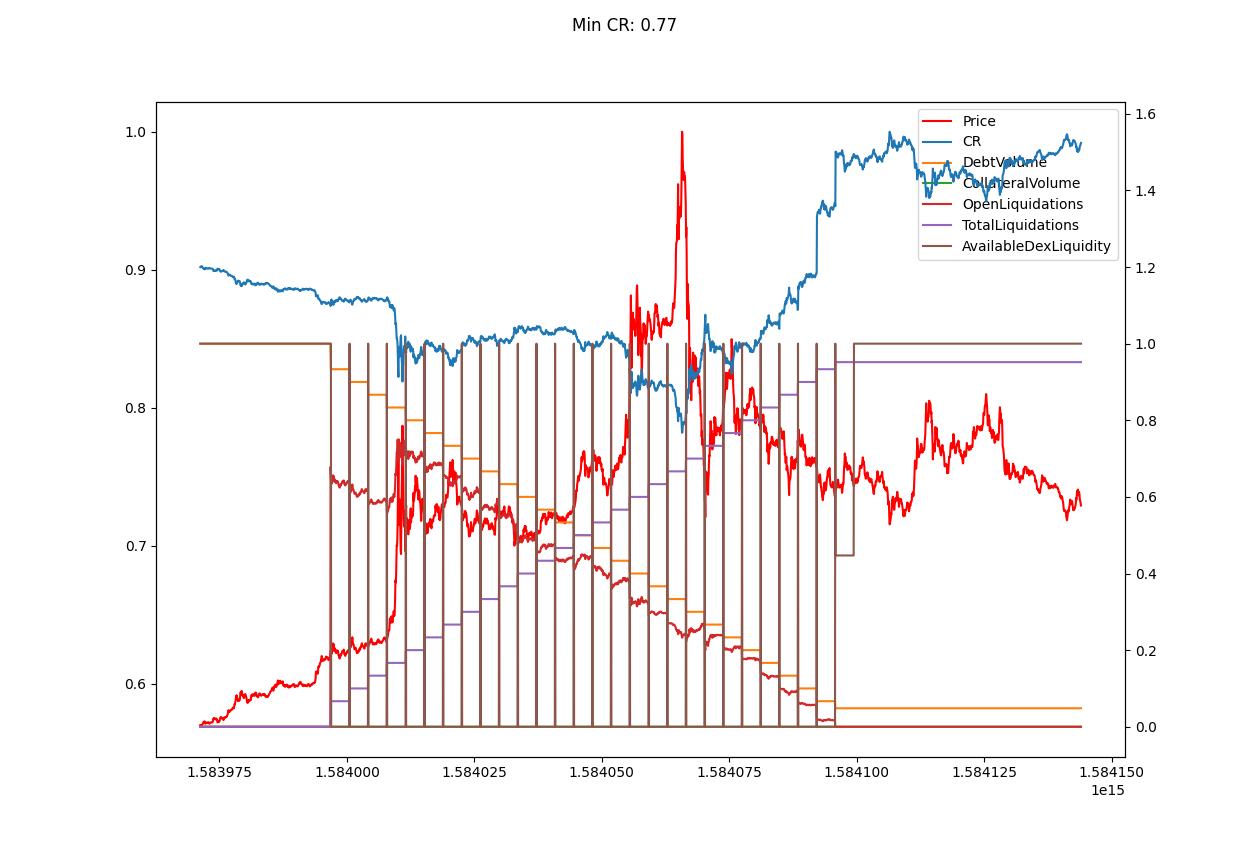 Min CR: 0.77
1.0
0.9
0.8
0.7
0.6
1.6
1.4
1.2
1.0
0.8
0.6
0.4
0.2
0.0
Price
CR
DebtVolume
CollateralVolume
OpenLiquidations
TotalLiquidations
AvailableDexLiquidity
1.583975 1.584000 1.584025 1.584050 1.584075 1.584100 1.584125 1.584150
1e15